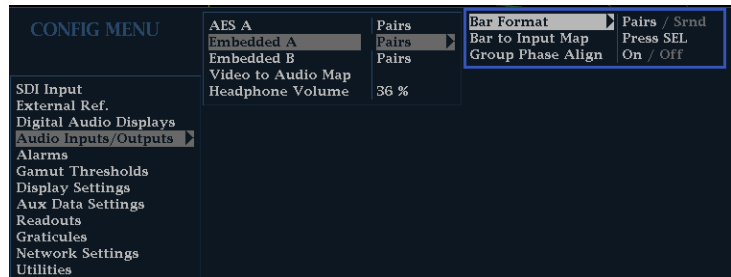 CONFIG MENU
SDI Input
External Ref.
Digital Audio Displays
Audio Inputs/Outputs
Alarms
Gamut Thresholds
Display Settings
Aux Data Settings
Readouts
Graticules
Network Settings
Utilities
AES A Pairs
Embedded A Pairs
Embedded B Pairs
Video to Audio Map
Headphone Volume 36 %
Bar Format Pairs / Srnd
Bar to Input Map Press SEL
Group Phase Align On / Off